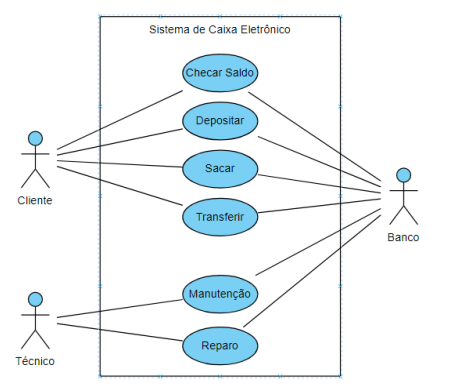 Sistema de Caixa Eletrônico
Checar Saldo
Depositar
Sacar
Cliente
Transferir
Banco
Manutenção
Reparo
Técnico